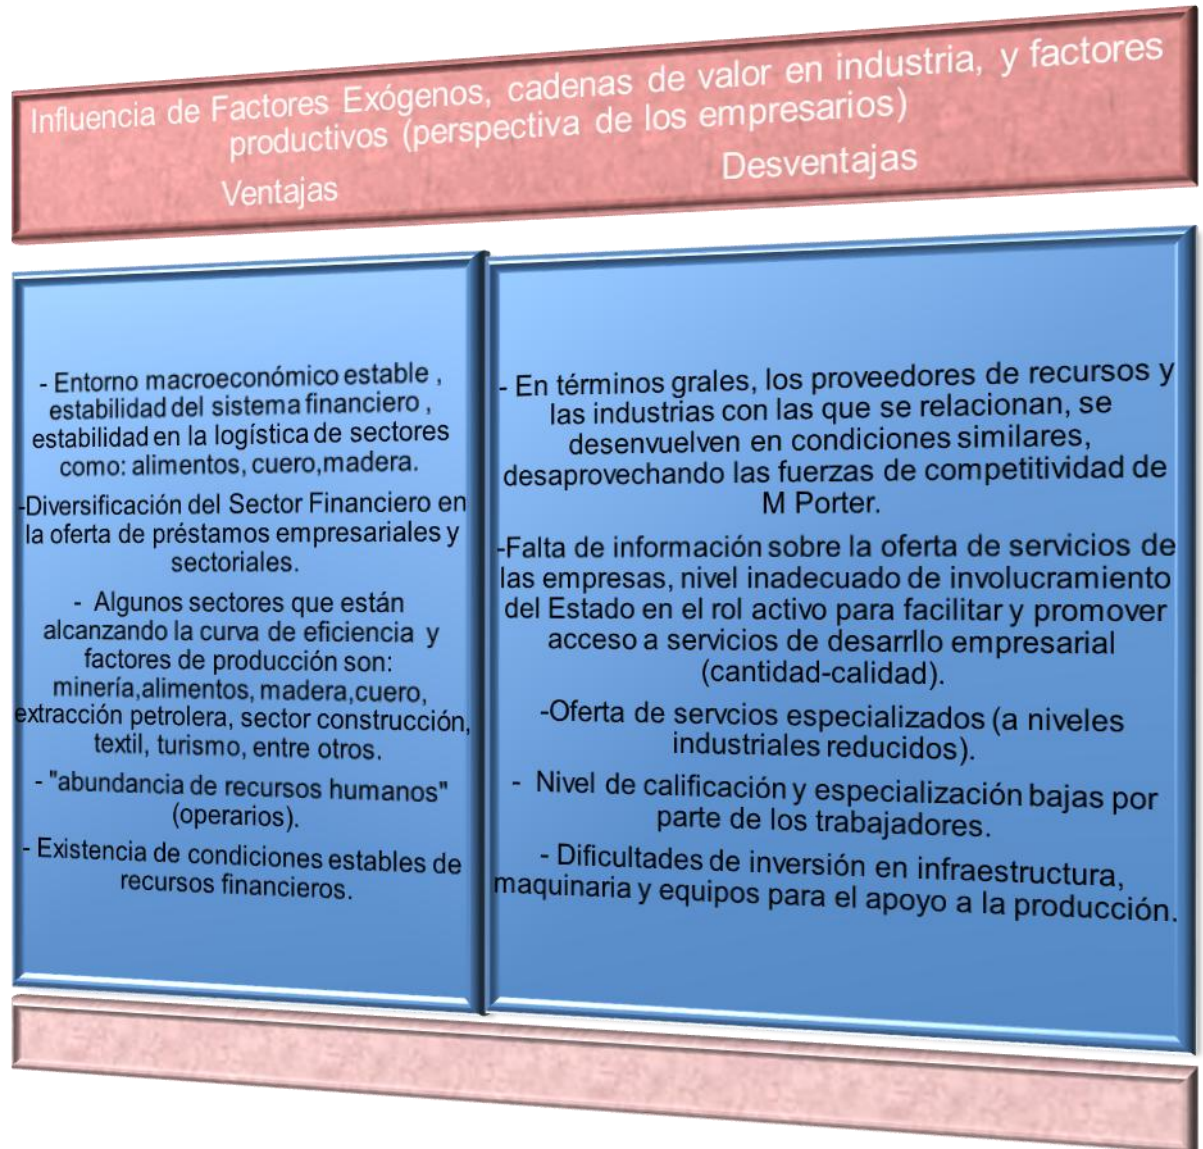 Influencia de Factores Exógenos, cadenas de valor en industria, y factores
productivos (perspectiva de los empresarios)
Ventajas
Desventajas
- Entorno macroeconómico estable ,
estabilidad del sistema financiero ,
estabilidad en la logística de sectores
como: alimentos, cuero,madera.
-Diversificación del Sector Financiero en
la oferta de préstamos empresariales y
sectoriales.
- Algunos sectores que están
alcanzando la curva de eficiencia y
factores de producción son:
minería,alimentos, madera,cuero,
extracción petrolera, sector construcción,
textil, turismo, entre otros.
- "abundancia de recursos humanos"
(operarios).
- Existencia de condiciones estables de
recursos financieros.
- En términos grales, los proveedores de recursos y
las industrias con las que se relacionan, se
desenvuelven en condiciones similares,
desaprovechando las fuerzas de competitividad de
M Porter.
-Falta de información sobre la oferta de servicios de
las empresas, nivel inadecuado de involucramiento
del Estado en el rol activo para facilitar y promover
acceso a servicios de desarrllo empresarial
(cantidad-calidad).
-Oferta de servcios especializados (a niveles
industriales reducidos).
- Nivel de calificación y especialización bajas por
parte de los trabajadores.
- Dificultades de inversión en infraestructura,
maquinaria y equipos para el apoyo a la producción.